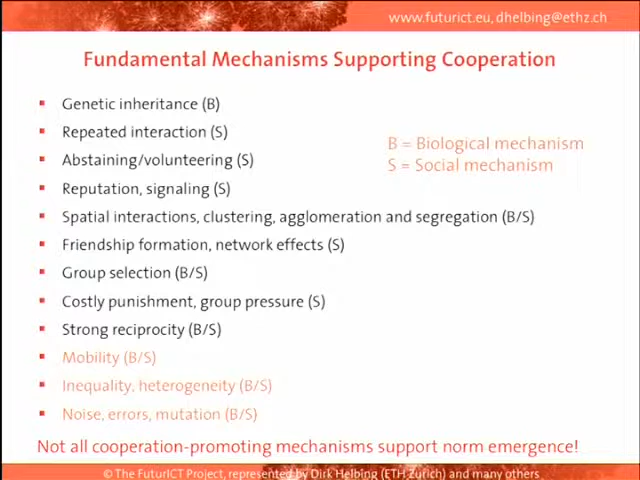 www.futurict.eu, dhelbing@ethz.ch
Fundamental Mechanisms Supporting Cooperation
Genetic inheritance (B)
Repeated interaction (S)
B = Biological mechanism
Abstaining/volunteering (S)
S = Social mechanism
Reputation, signaling (S)
Spatial interactions, clustering, agglomeration and segregation (B/S)
Friendship formation, network effects (S)
Group selection (B/S)
Costly punishment, group pressure (S)
Strong reciprocity (B/S)
Mobility (B/S)
Inequality, heterogeneity (B/S)
Noise, errors, mutation (B/S)
Not all cooperation-promoting mechanisms support norm emergence!
© The FuturICT Project, represented by Dirk Helbing (ETH Zurich) and many others